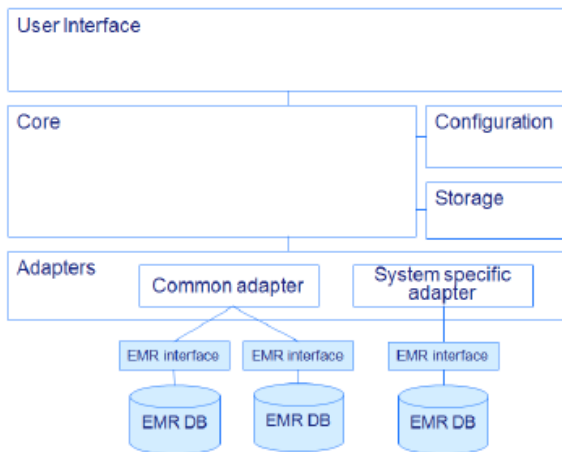 User Interface
Core
Configuration
Storage
Adapters
Common adapter
System specific
adapter
EMR interface
EMR interface
EMR interface
EMR DB
EMR DB
EMR DB